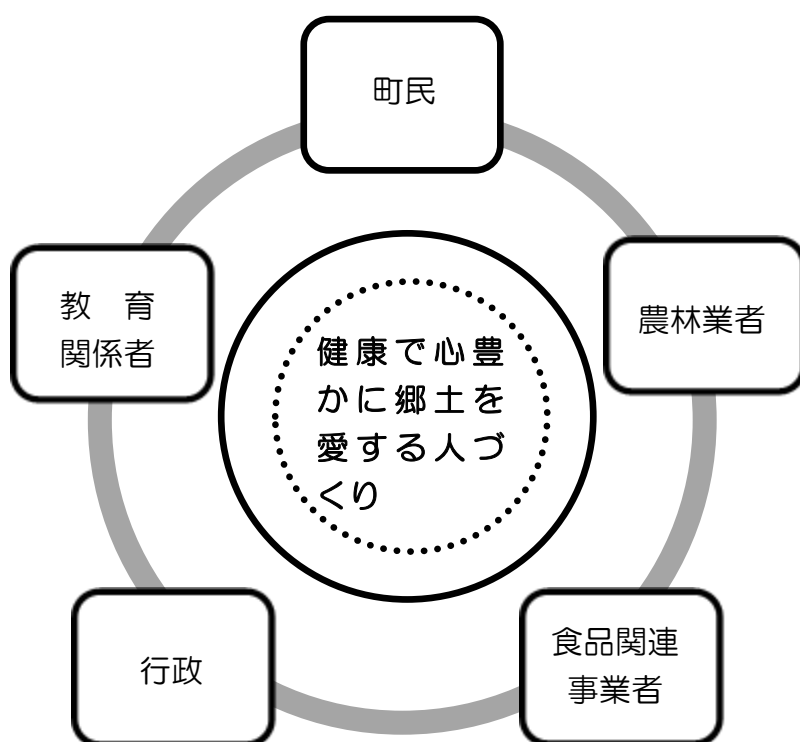 町民
教　育
関係者
農林業者
健康で心豊
かに郷土を
愛する人づ
くり
行政
食品関連
事業者